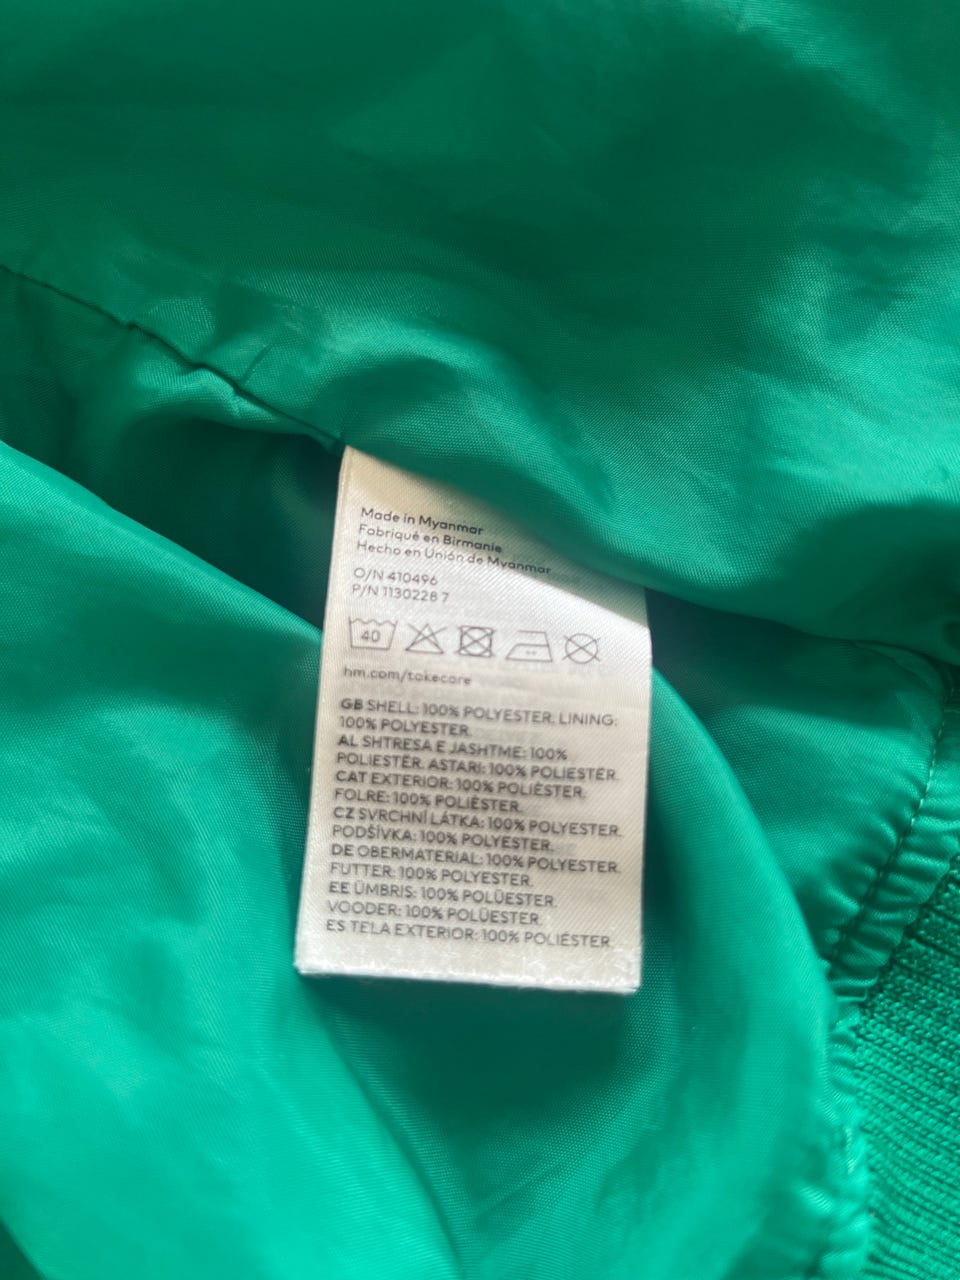 Made in Myanmar
Fabriqué en Birmanie
Hecho en Unión de Myanmar
O/N 410496
P/N 1130228 7
40
hm.com/takecare
GB SHELL: 100% POLYESTER. LINING:
100% POLYESTER.
AL SHTRESA E JASHTME: 100%
POLIESTËR. ASTARI: 100% POLIESTËR.
CAT EXTERIOR: 100% POLIÈSTER.
FOLRE: 100% POLIÈSTER.
CZ SVRCHNÍ LÁTKA: 100% POLYESTER.
PODŠÍVKA: 100% POLYESTER.
DE OBERMATERIAL: 100% POLYESTER.
FUTTER: 100% POLYESTER.
EE ÜMBRIS: 100% POLÜESTER.
VOODER: 100% POLÜESTER.
ES TELA EXTERIOR: 100% POLIÉSTER.